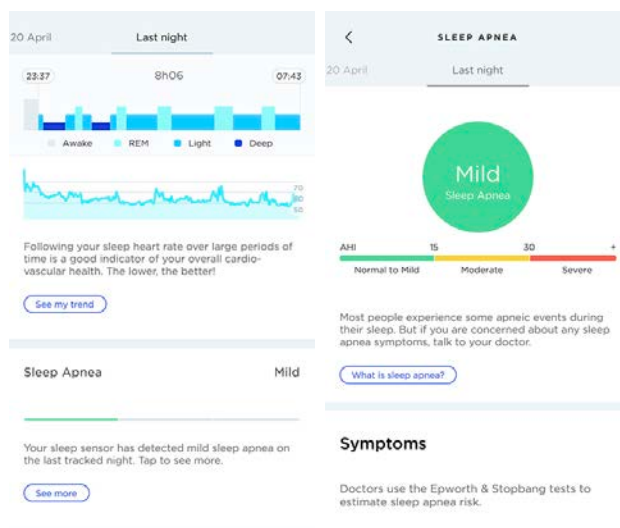 20 April
Last night
23:37
8h06
07:43
Awake
REM
Light
Deep
70
60
50
Following your sleep heart rate over large periods of
time is a good indicator of your overall cardio-
vascular health. The lower, the better!
See my trend
Sleep Apnea
Mild
Your sleep sensor has detected mild sleep apnea on
the last tracked night. Tap to see more.
See more
SLEEP APNEA
20 April
Last night
Mild
Sleep Apnea
AHI
15
30
+
Normal to Mild
Moderate
Severe
Most people experience some apneic events during
their sleep. But if you are concerned about any sleep
apnea symptoms, talk to your doctor.
What is sleep apnea?
Symptoms
Doctors use the Epworth & Stopbang tests to
estimate sleep apnea risk.